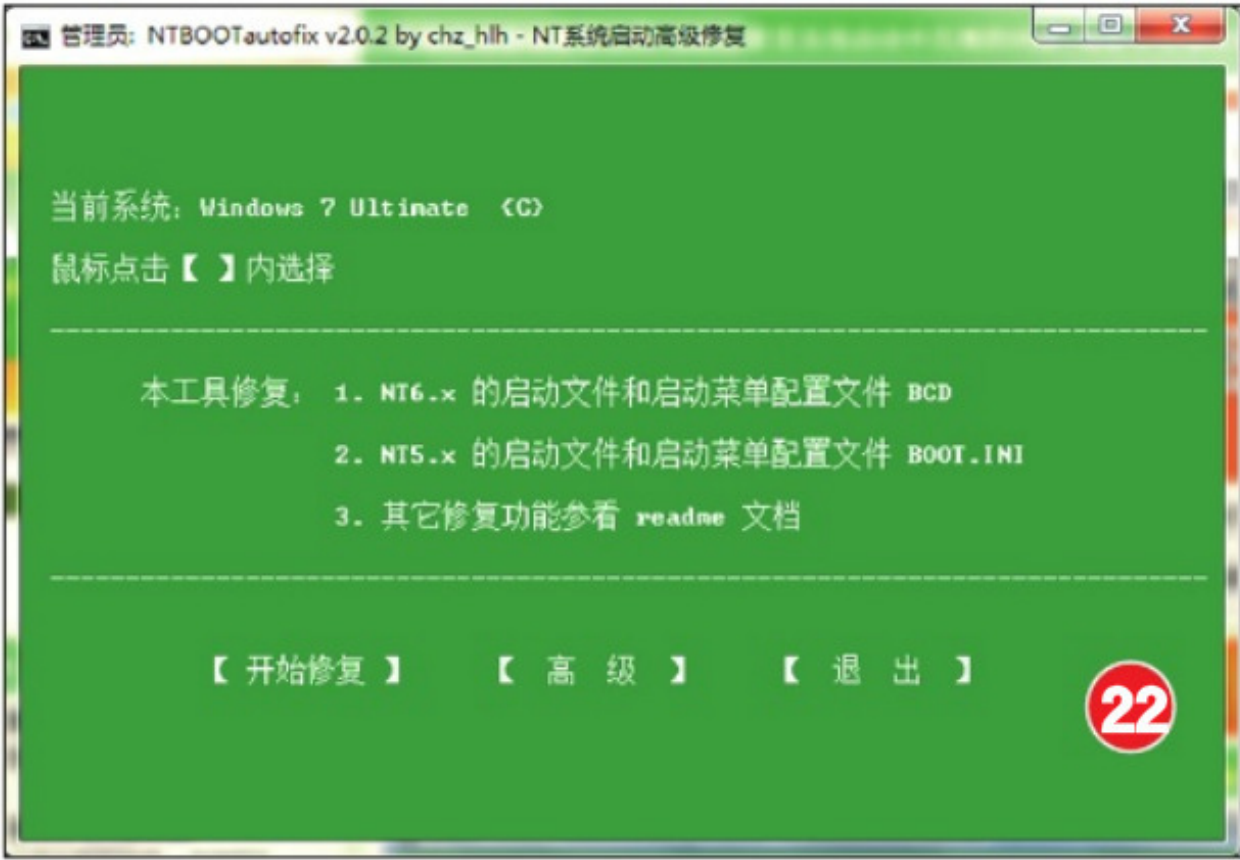 管理员: NTBOOTautofix v2.0.2 by chz_hlh - NT系统启动高级修复
当前系统: Windows 7 Ultimate <C>
鼠标点击【 】内选择
本工具修复: 1. NT6.x 的启动文件和启动菜单配置文件 BCD
2. NT5.x 的启动文件和启动菜单配置文件 BOOT.INI
3. 其它修复功能参看 readme 文档
【 开始修复 】 【 高 级 】 【 退 出 】
22